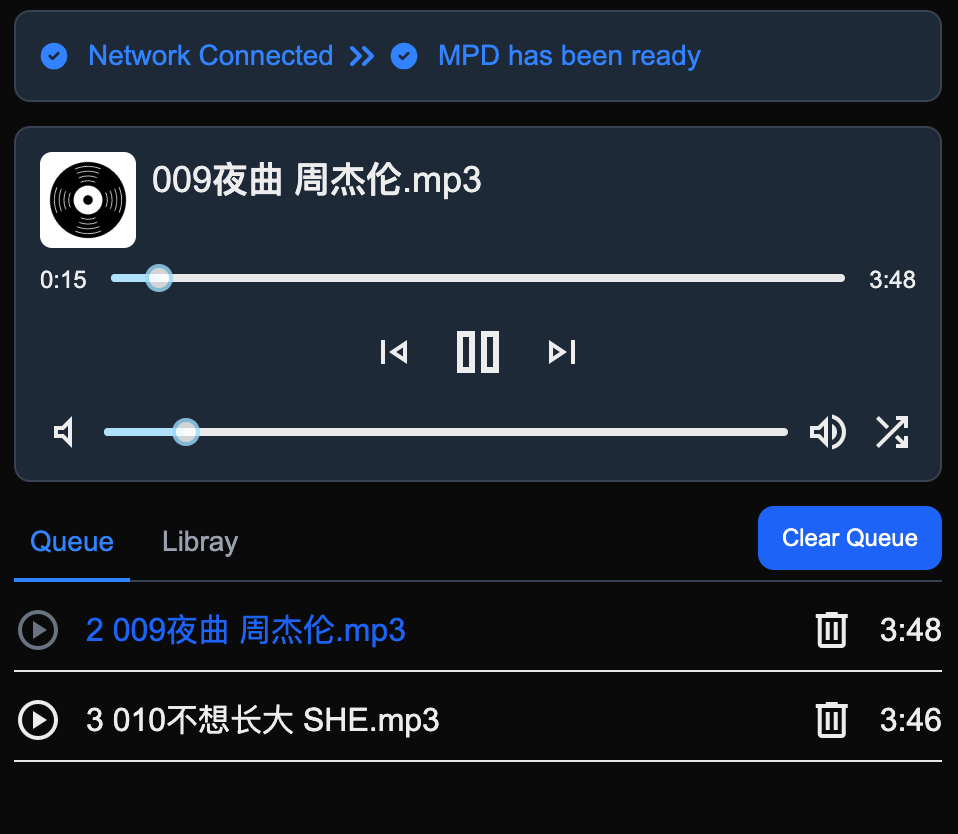 Network Connected MPD has been ready
009夜曲 周杰伦.mp3
0:15 3:48
Queue Libray Clear Queue
2 009夜曲 周杰伦.mp3 3:48
3 010不想长大 SHE.mp3 3:46